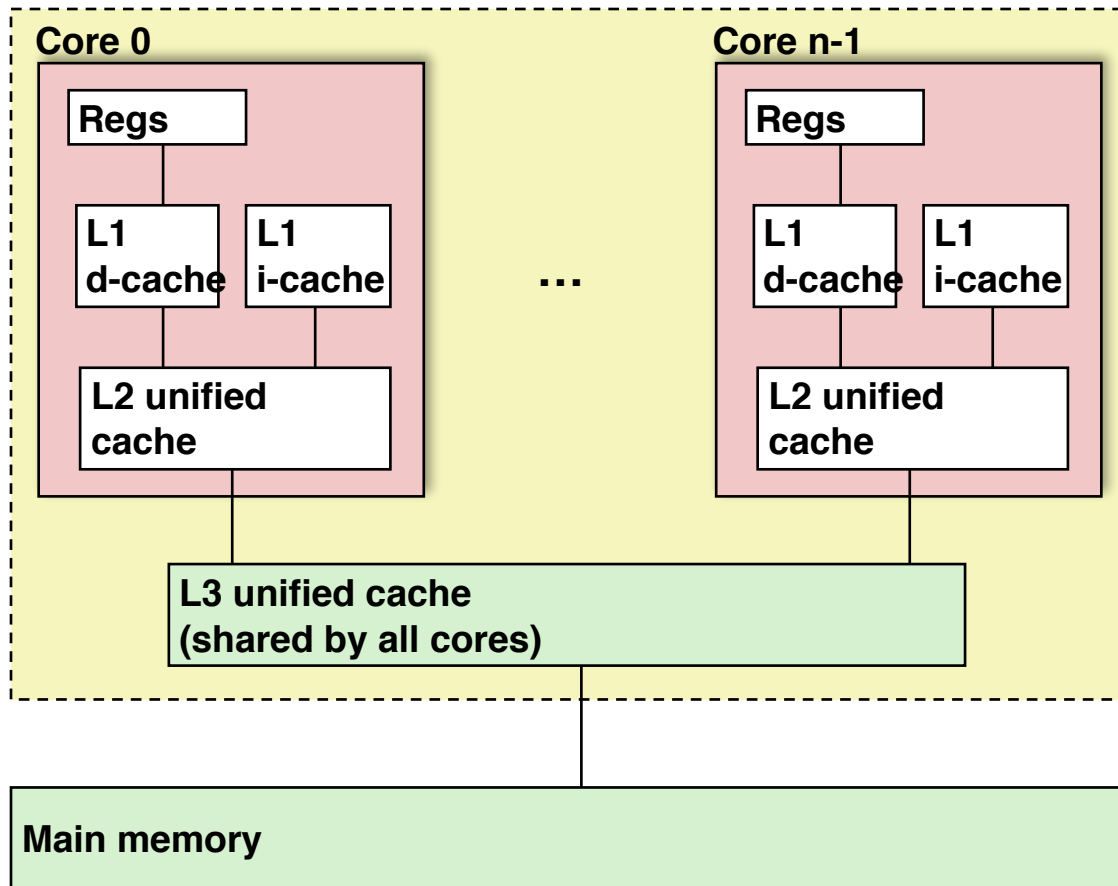 Core 0
Regs
L1
d-cache
L1
i-cache
L2 unified
cache
...
Core n-1
Regs
L1
d-cache
L1
i-cache
L2 unified
cache
L3 unified cache
(shared by all cores)
Main memory